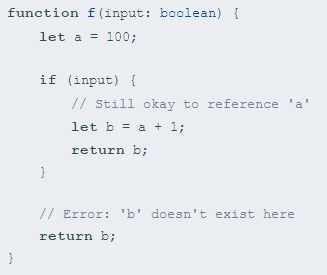 function f(input: boolean) {
    let a = 100;

    if (input) {
        // Still okay to reference 'a'
        let b = a + 1;
        return b;
    }

    // Error: 'b' doesn't exist here
    return b;
}